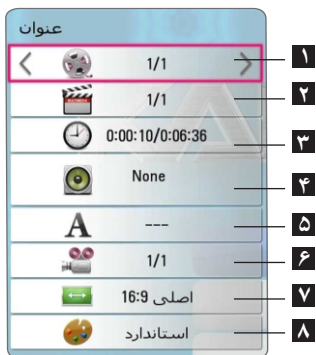 عنوان
1/1 ۱
1/1 ۲
0:00:10/0:06:36 ۳
None ۴
A --- ۵
1/1 ۶
اصلی 16:9 ۷
استاندارد ۸